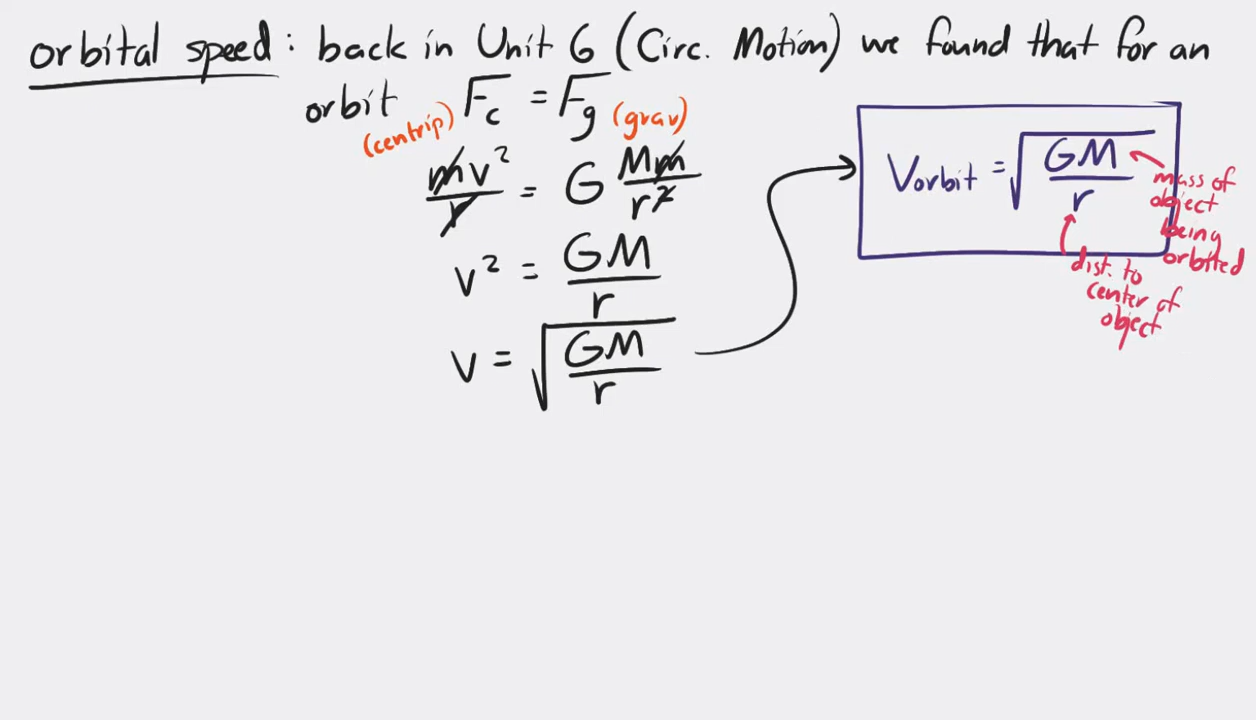 orbital speed: back in Unit 6 (Circ. Motion) we found that for an
orbit Fc = Fg
(centrip) (grav)
mv²/r = G Mm/r²
v² = GM/r
v = √(GM/r)
Vorbit = √(GM/r)
mass of
object
being
orbited
dist. to
center of
object